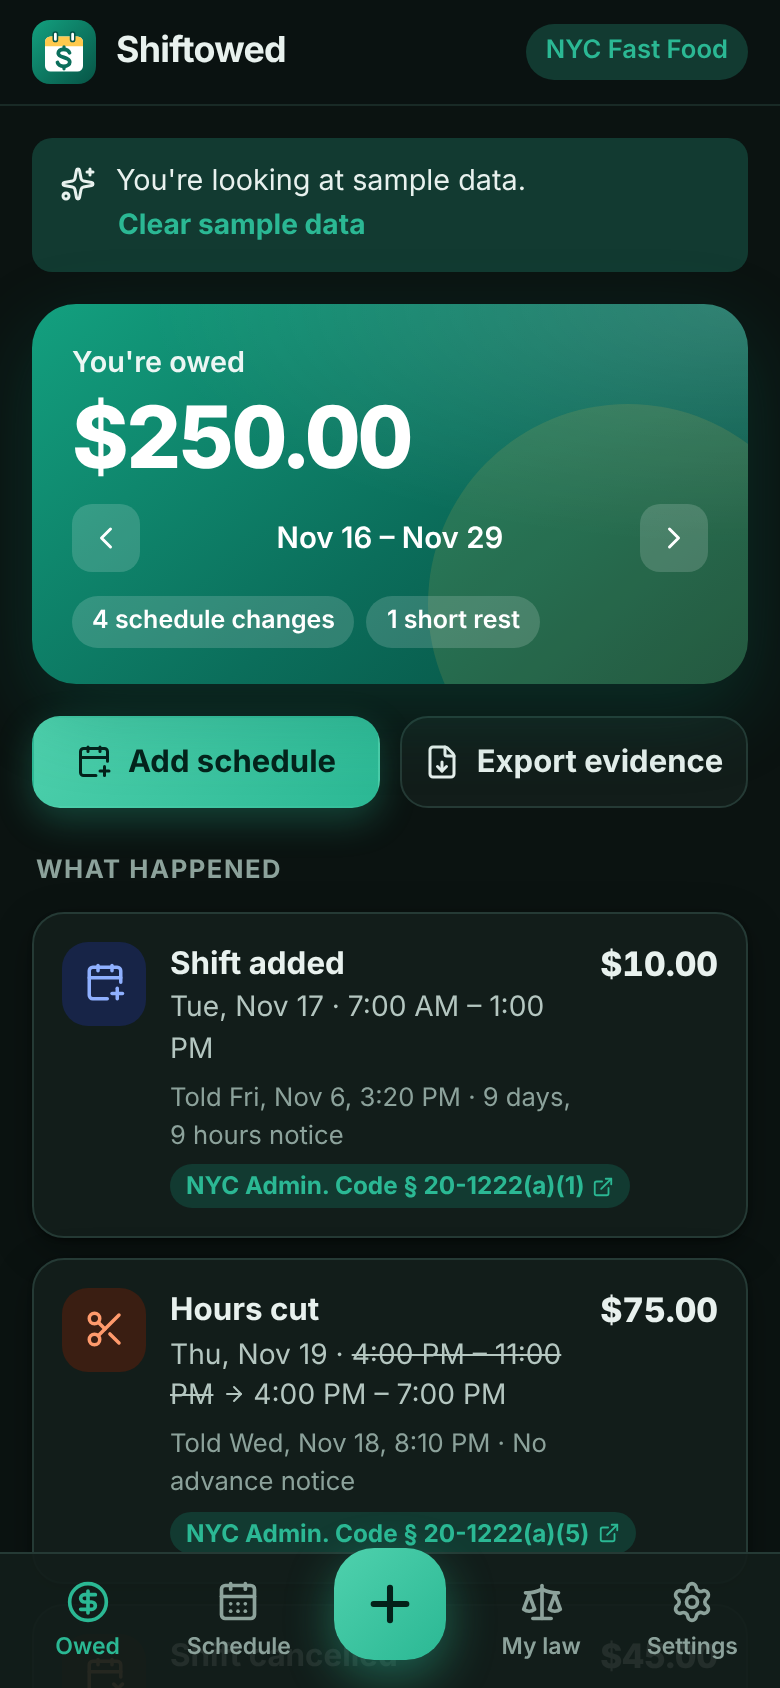 Shiftowed
NYC Fast Food
You're looking at sample data.
Clear sample data
You're owed
$250.00
Nov 16 – Nov 29
4 schedule changes
1 short rest
Add schedule
Export evidence
WHAT HAPPENED
Shift added
$10.00
Tue, Nov 17 · 7:00 AM – 1:00
PM
Told Fri, Nov 6, 3:20 PM · 9 days,
9 hours notice
NYC Admin. Code § 20-1222(a)(1)
Hours cut
$75.00
Thu, Nov 19 · 4:00 PM – 11:00
PM → 4:00 PM – 7:00 PM
Told Wed, Nov 18, 8:10 PM · No
advance notice
NYC Admin. Code § 20-1222(a)(5)
Shift cancelled
$45.00
Owed
Schedule
My law
Settings